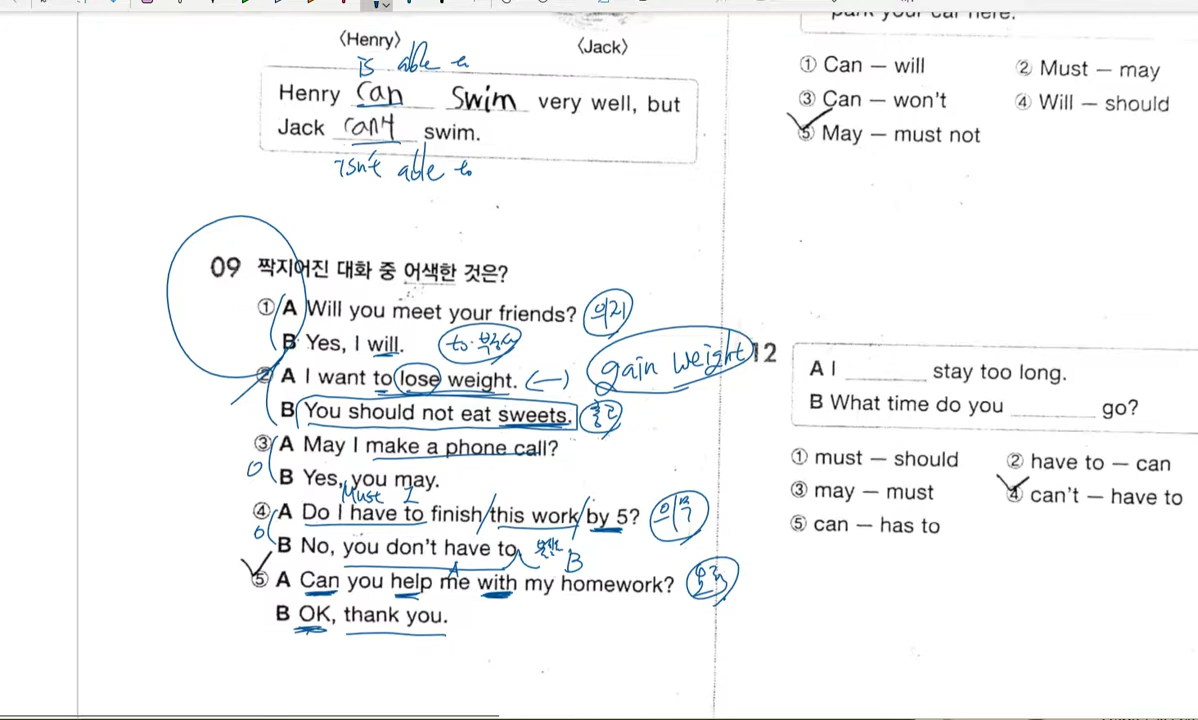 〈Henry〉
〈Jack〉
is able to
Henry can swim very well, but
Jack can't swim.
isn't able to
09 짝지어진 대화 중 어색한 것은?
① A Will you meet your friends? 의지
B Yes, I will. to부정사
② A I want to lose weight. (↔) gain weight
B You should not eat sweets. 충고
③ A May I make a phone call?
O
B Yes, you may.
Must I
④ A Do I have to finish/this work/by 5? 의무
O
B No, you don't have to
B
A
⑤ A Can you help me with my homework? 요청
B OK, thank you.
park your car here.
① Can – will ② Must – may
③ Can – won't ④ Will – should
⑤ May – must not
12 A I ________ stay too long.
B What time do you ________ go?
① must – should ② have to – can
③ may – must ④ can't – have to
⑤ can – has to